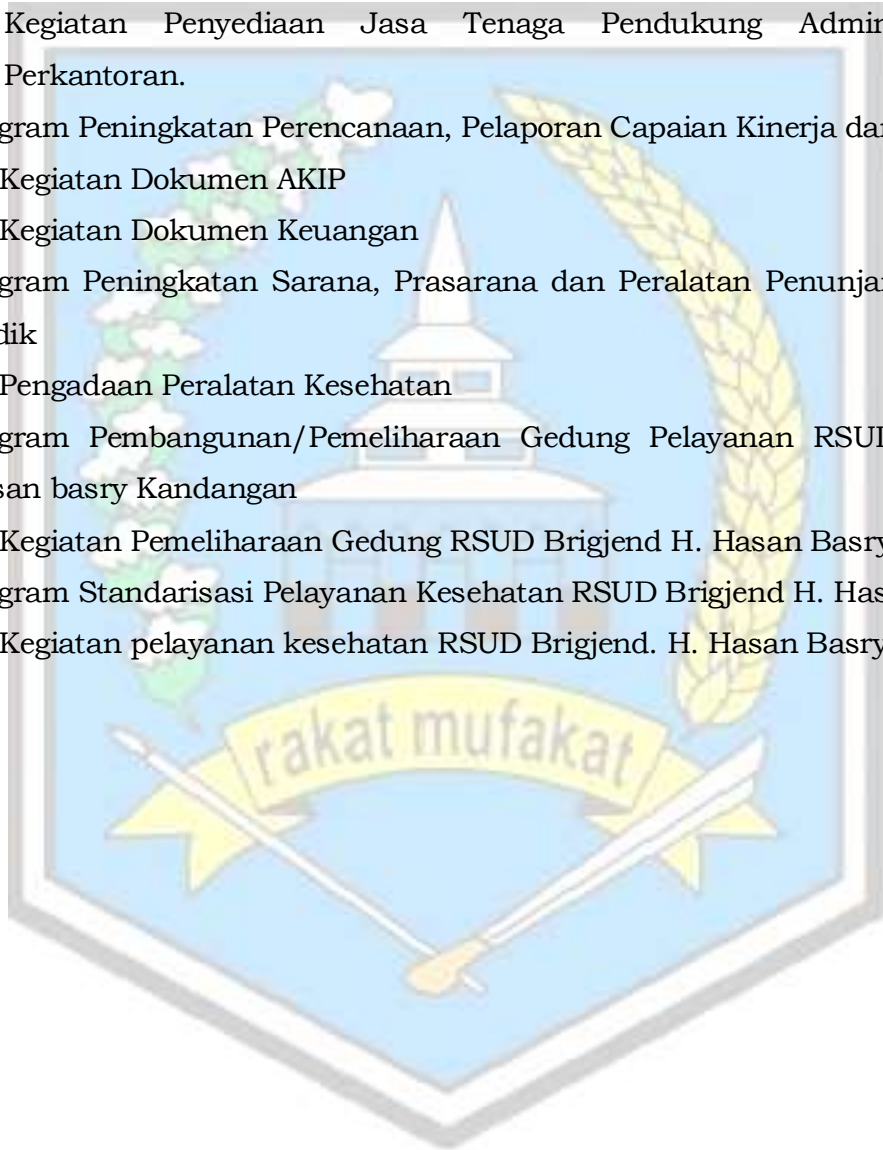 Kegiatan Penyediaan Jasa Tenaga Pendukung Admin
Perkantoran.
gram Peningkatan Perencanaan, Pelaporan Capaian Kinerja dan
Kegiatan Dokumen AKIP
Kegiatan Dokumen Keuangan
gram Peningkatan Sarana, Prasarana dan Peralatan Penunjan
dik
Pengadaan Peralatan Kesehatan
gram Pembangunan/Pemeliharaan Gedung Pelayanan RSUD
san basry Kandangan
Kegiatan Pemeliharaan Gedung RSUD Brigjend H. Hasan Basry
gram Standarisasi Pelayanan Kesehatan RSUD Brigjend H. Has
Kegiatan pelayanan kesehatan RSUD Brigjend. H. Hasan Basry
rakat mufakat